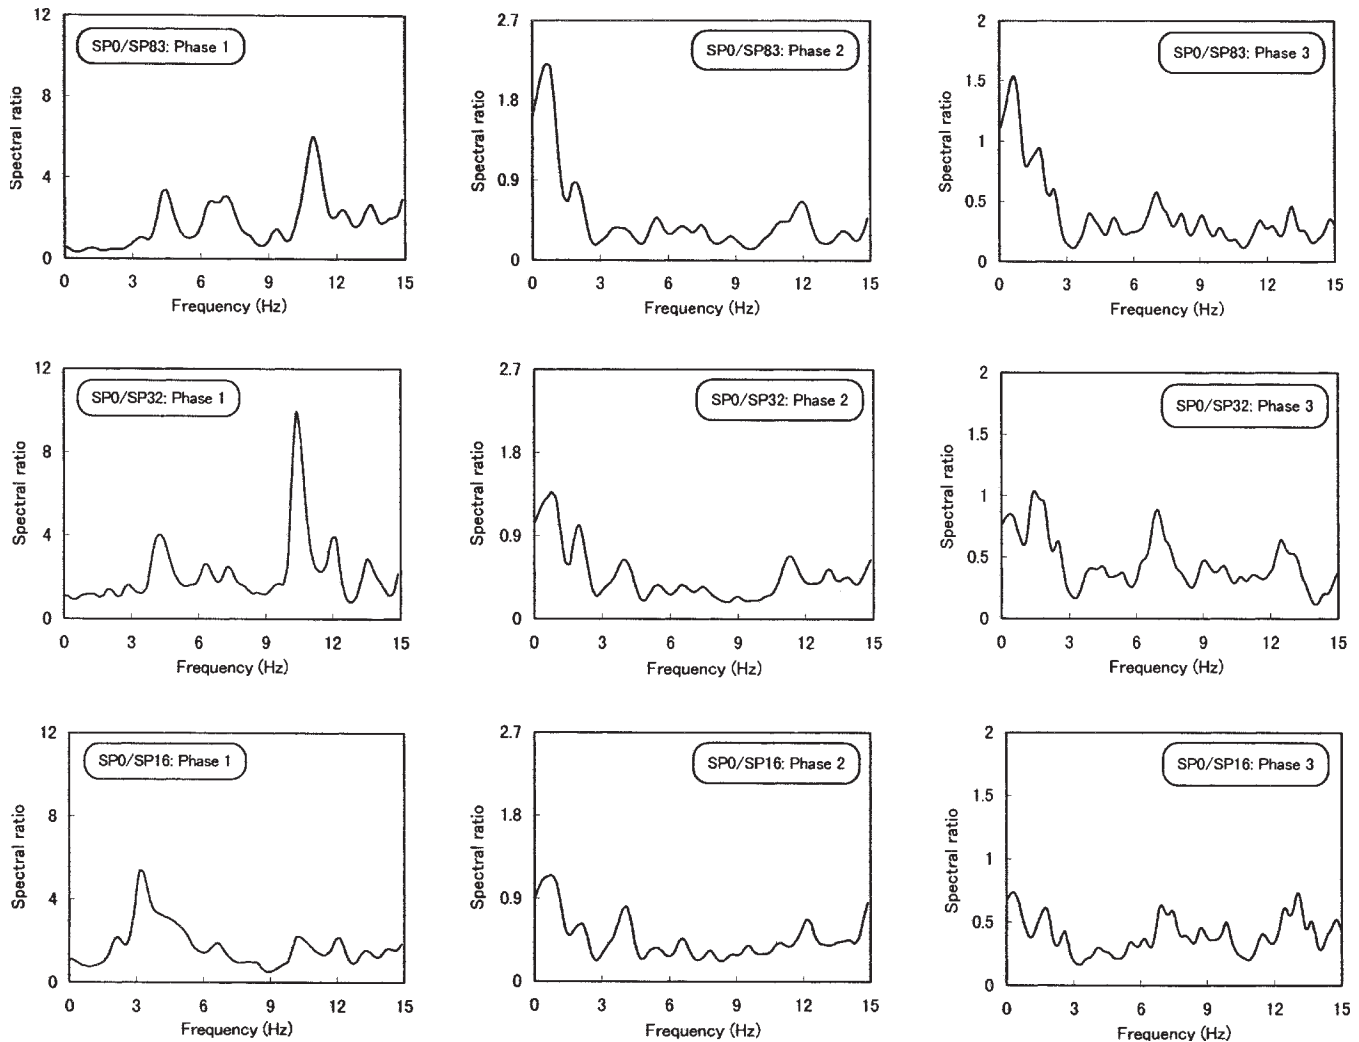 12
8
4
0
Spectral ratio
SP0/SP83: Phase 1
0 3 6 9 12 15
Frequency (Hz)
2.7
1.8
0.9
0
Spectral ratio
SP0/SP83: Phase 2
0 3 6 9 12 15
Frequency (Hz)
2
1.5
1
0.5
0
Spectral ratio
SP0/SP83: Phase 3
0 3 6 9 12 15
Frequency (Hz)
12
8
4
0
Spectral ratio
SP0/SP32: Phase 1
0 3 6 9 12 15
Frequency (Hz)
2.7
1.8
0.9
0
Spectral ratio
SP0/SP32: Phase 2
0 3 6 9 12 15
Frequency (Hz)
2
1.5
1
0.5
0
Spectral ratio
SP0/SP32: Phase 3
0 3 6 9 12 15
Frequency (Hz)
12
8
4
0
Spectral ratio
SP0/SP16: Phase 1
0 3 6 9 12 15
Frequency (Hz)
2.7
1.8
0.9
0
Spectral ratio
SP0/SP16: Phase 2
0 3 6 9 12 15
Frequency (Hz)
2
1.5
1
0.5
0
Spectral ratio
SP0/SP16: Phase 3
0 3 6 9 12 15
Frequency (Hz)